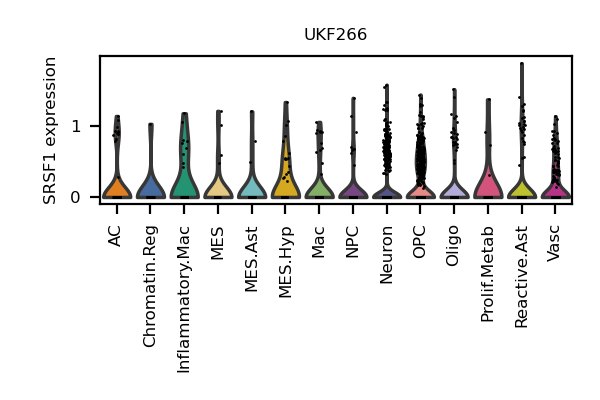 UKF266
SRSF1 expression
1
0
AC
Chromatin.Reg
Inflammatory.Mac
MES
MES.Ast
MES.Hyp
Mac
NPC
Neuron
OPC
Oligo
Prolif.Metab
Reactive.Ast
Vasc